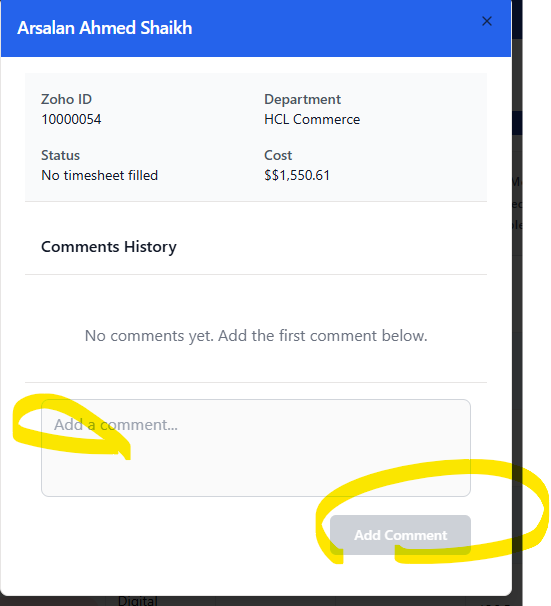 Arsalan Ahmed Shaikh
Zoho ID
Department
10000054
HCL Commerce
Status
Cost
No timesheet filled
$$1,550.61
Comments History
No comments yet. Add the first comment below.
Add a comment...
Add Comment
Digital